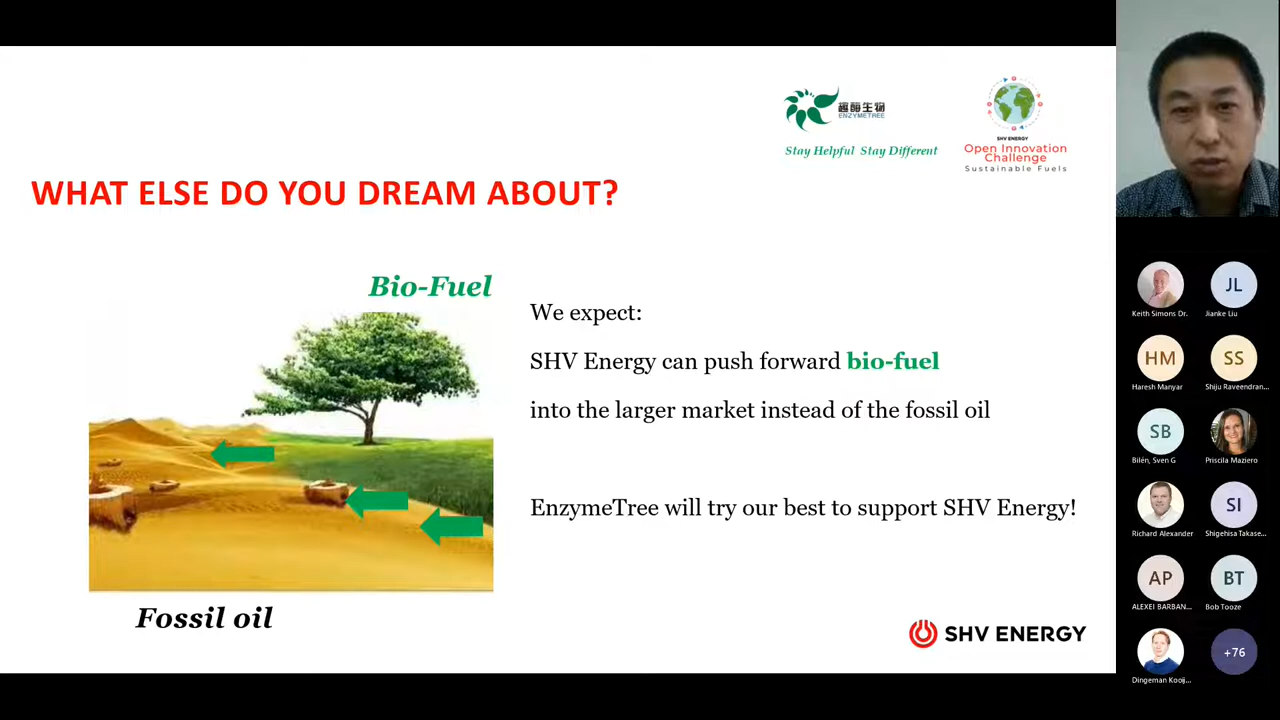 趣酶生物
ENZYMETREE
Stay Helpful Stay Different
SHV ENERGY
Open Innovation
Challenge
Sustainable Fuels
WHAT ELSE DO YOU DREAM ABOUT?
Bio-Fuel
Fossil oil
We expect:
SHV Energy can push forward bio-fuel
into the larger market instead of the fossil oil
EnzymeTree will try our best to support SHV Energy!
SHV ENERGY
Keith Simons Dr.
JL
Jianke Liu
HM
Haresh Manyar
SS
Shiju Raveendran...
SB
Bilén, Sven G
Priscila Maziero
Richard Alexander
SI
Shigehisa Takase...
AP
ALEXEI BARBAN...
BT
Bob Tooze
Dingeman Kooij...
+76